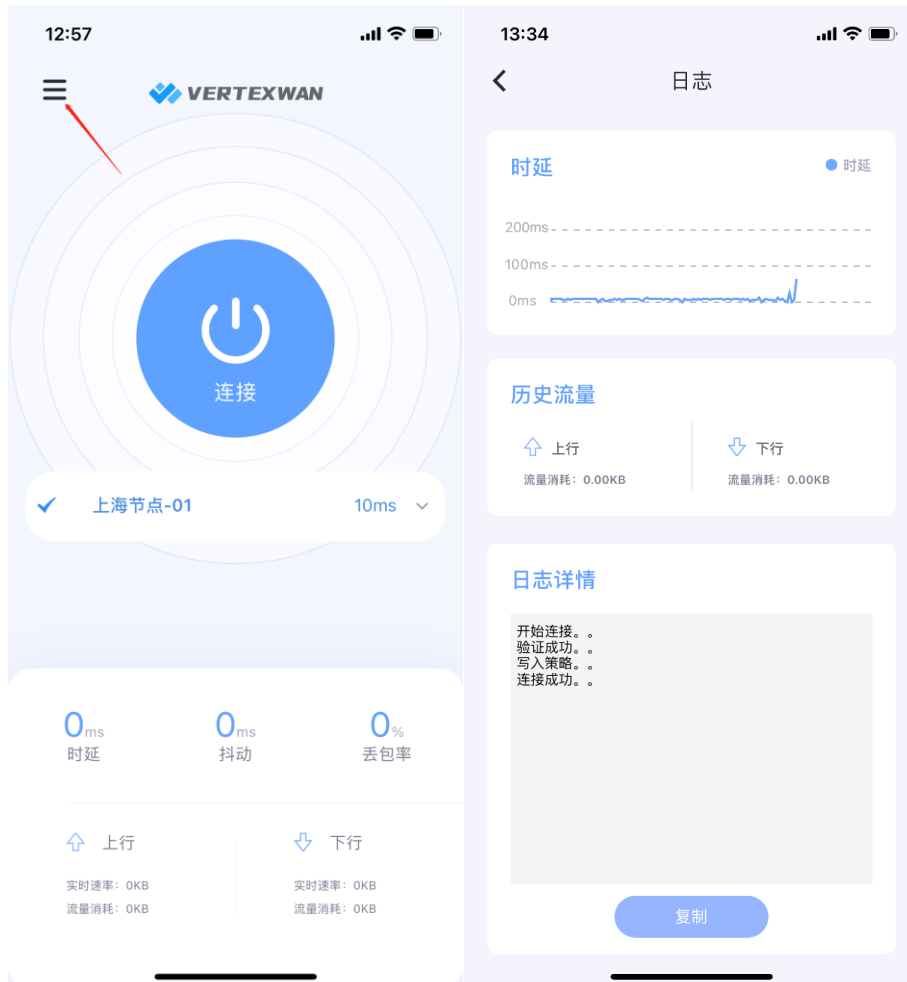 12:57
VERTEXWAN
连接
上海节点-01 10ms
0ms 0ms 0%
时延 抖动 丢包率
上行 下行
实时速率：0KB 实时速率：0KB
流量消耗：0KB 流量消耗：0KB
13:34
日志
时延 时延
200ms
100ms
0ms
历史流量
上行 下行
流量消耗：0.00KB 流量消耗：0.00KB
日志详情
开始连接。。
验证成功。。
写入策略。。
连接成功。。
复制